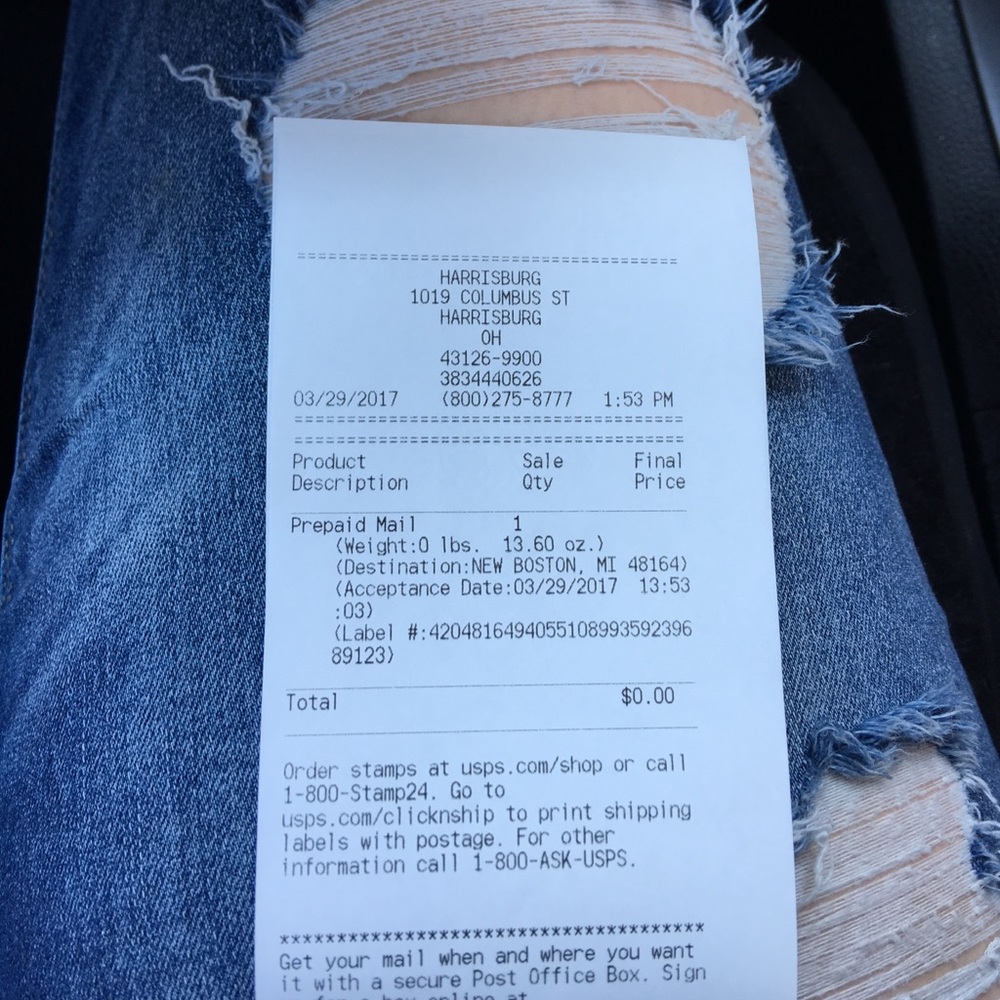 ======================================
HARRISBURG
1019 COLUMBUS ST
HARRISBURG
OH
43126-9900
3834440626
03/29/2017 (800)275-8777 1:53 PM
======================================
======================================
Product Sale Final
Description Qty Price
Prepaid Mail 1
(Weight:0 lbs. 13.60 oz.)
(Destination:NEW BOSTON, MI 48164)
(Acceptance Date:03/29/2017 13:53
:03)
(Label #:4204816494055108993592396
89123)
Total $0.00
Order stamps at usps.com/shop or call
1-800-Stamp24. Go to
usps.com/clicknship to print shipping
labels with postage. For other
information call 1-800-ASK-USPS.
**************************************
Get your mail when and where you want
it with a secure Post Office Box. Sign
for a box online at